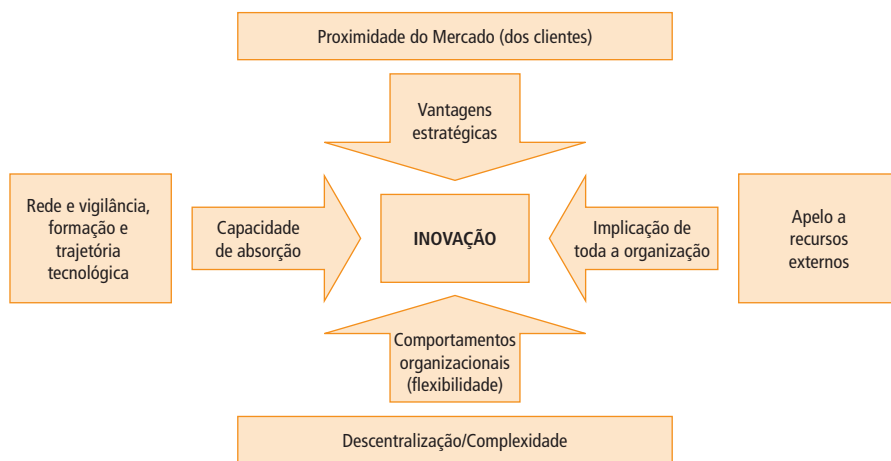 Proximidade do Mercado (dos clientes)
Vantagens
estratégicas
Rede e vigilância,
formação e
trajetória
tecnológica
Capacidade
de absorção
INOVAÇÃO
Implicação de
toda a organização
Apelo a
recursos
externos
Comportamentos
organizacionais
(flexibilidade)
Descentralização/Complexidade